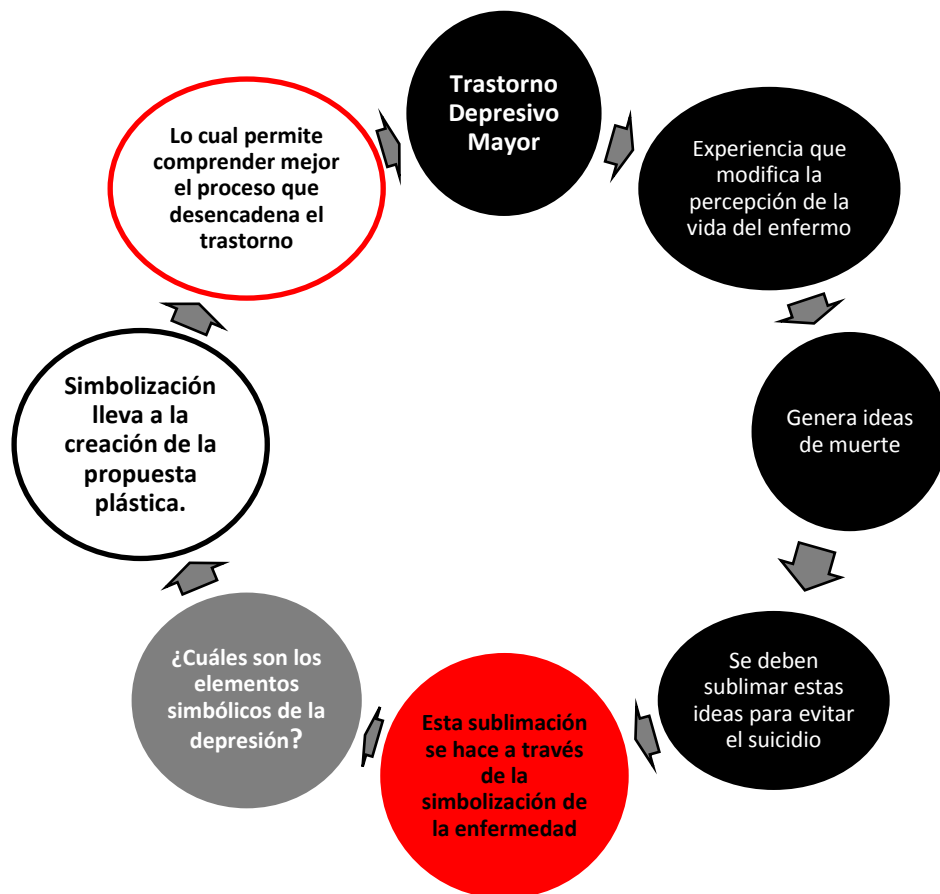 Trastorno
Depresivo
Mayor
Experiencia que
modifica la
percepción de la
vida del enfermo
Genera ideas
de muerte
Se deben
sublimar estas
ideas para evitar
el suicidio
Esta sublimación
se hace a través
de la
simbolización de
la enfermedad
¿Cuáles son los
elementos
simbólicos de la
depresión?
Simbolización
lleva a la
creación de la
propuesta
plástica.
Lo cual permite
comprender mejor
el proceso que
desencadena el
trastorno